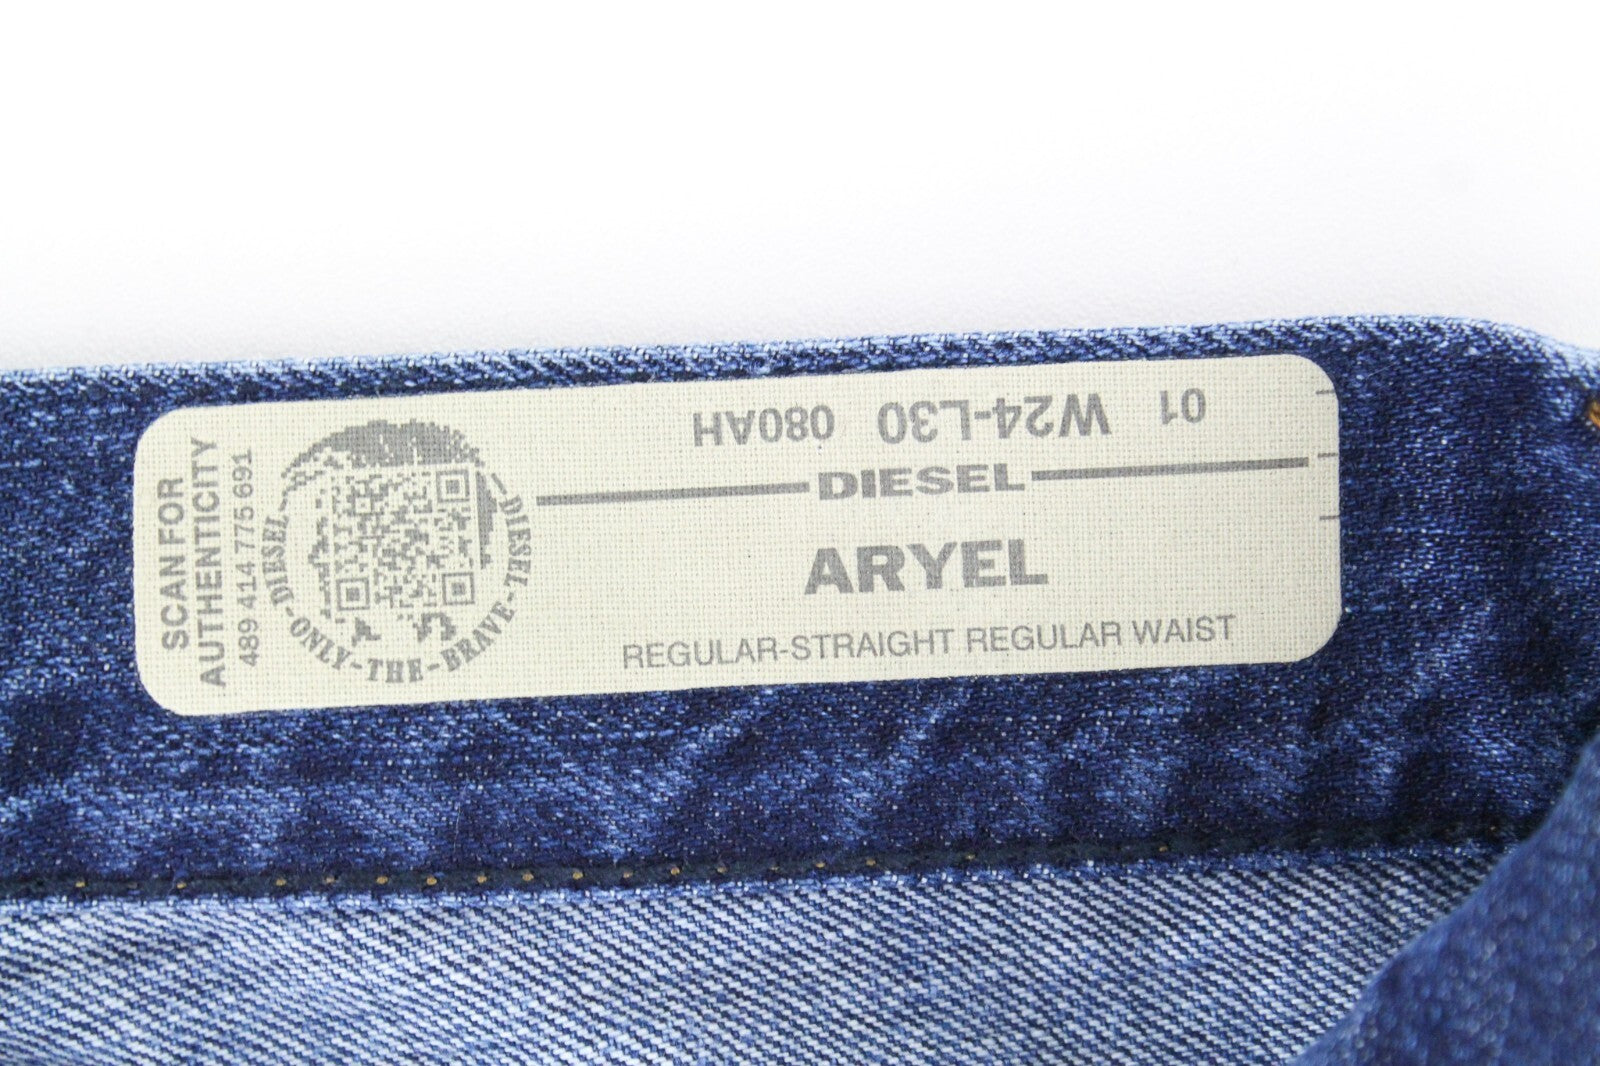 SCAN FOR
AUTHENTICITY
489 414 775 691
DIESEL-ONLY-THE-BRAVE-DIESEL
01 W24-L30 080AH
DIESEL
ARYEL
REGULAR-STRAIGHT REGULAR WAIST